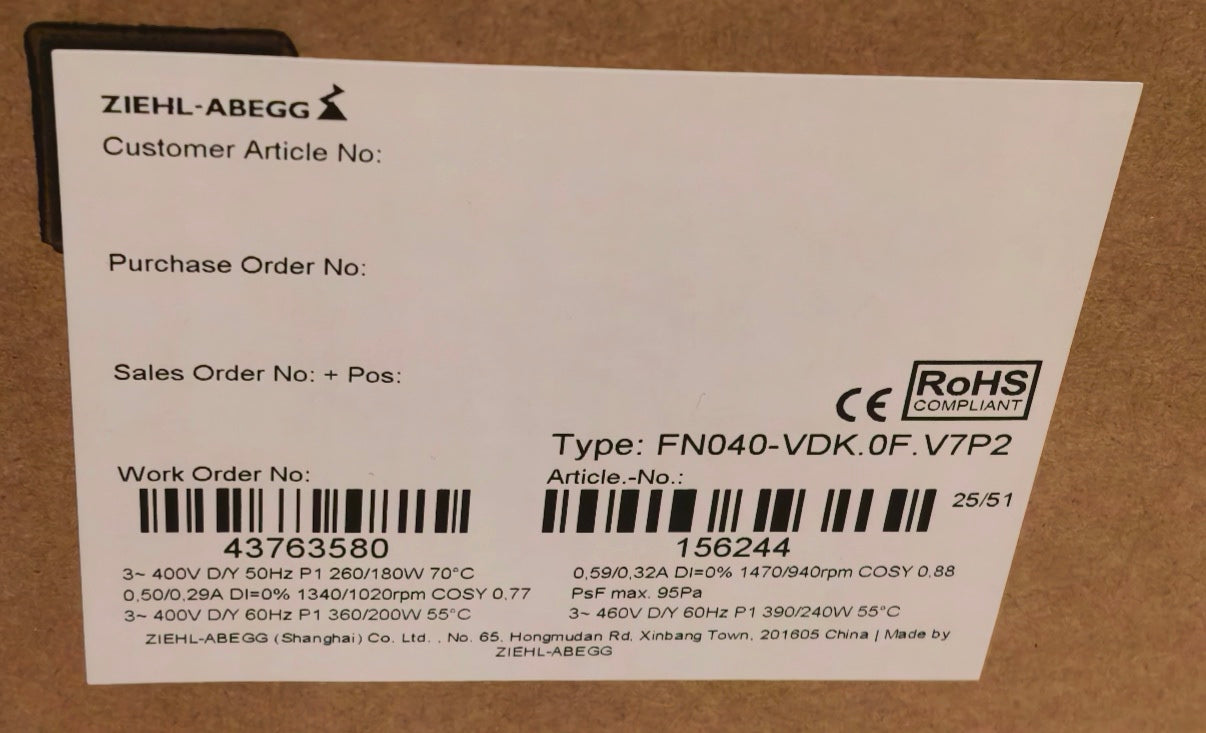 ZIEHL-ABEGG
Customer Article No:
Purchase Order No:
Sales Order No: + Pos:
CE
RoHS
COMPLIANT
Type: FN040-VDK.0F.V7P2
Work Order No:
Article.-No.:
25/51
43763580
156244
3~ 400V D/Y 50Hz P1 260/180W 70°C
0,50/0,29A DI=0% 1340/1020rpm COSY 0,77
3~ 400V D/Y 60Hz P1 360/200W 55°C
0,59/0,32A DI=0% 1470/940rpm COSY 0,88
PsF max. 95Pa
3~ 460V D/Y 60Hz P1 390/240W 55°C
ZIEHL-ABEGG (Shanghai) Co. Ltd. . No. 65. Hongmudan Rd, Xinbang Town, 201605 China | Made by
ZIEHL-ABEGG